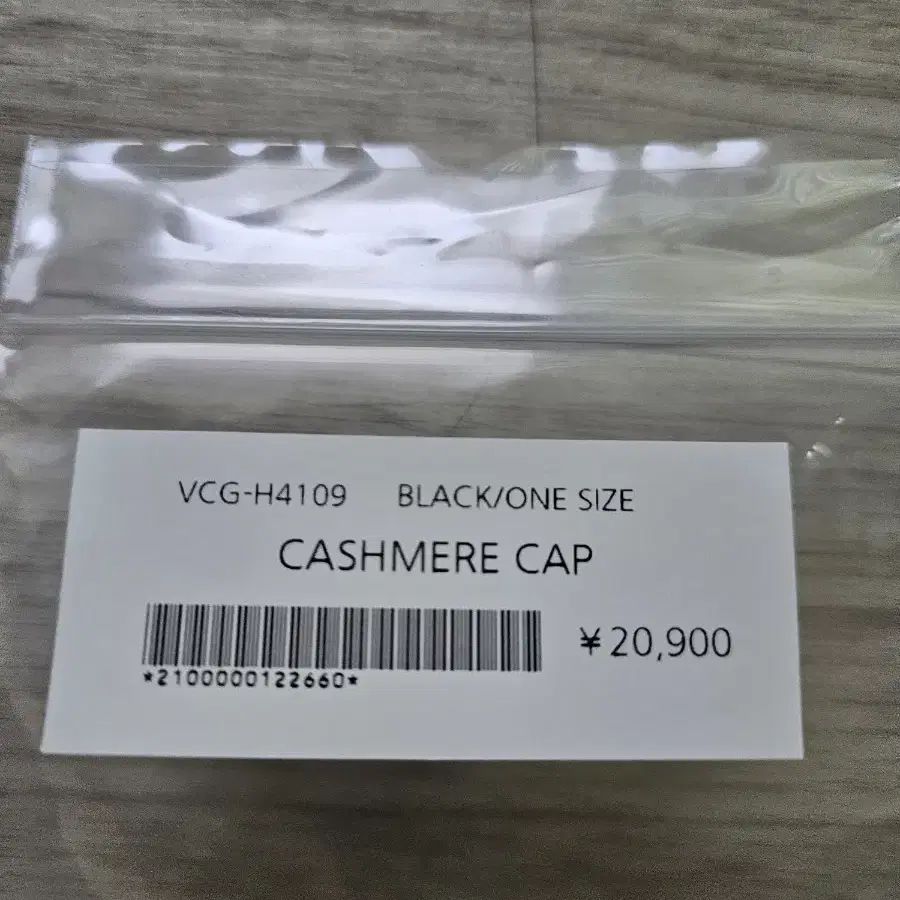 VCG-H4109 BLACK/ONE SIZE
CASHMERE CAP
¥20,900
*2100000122660*